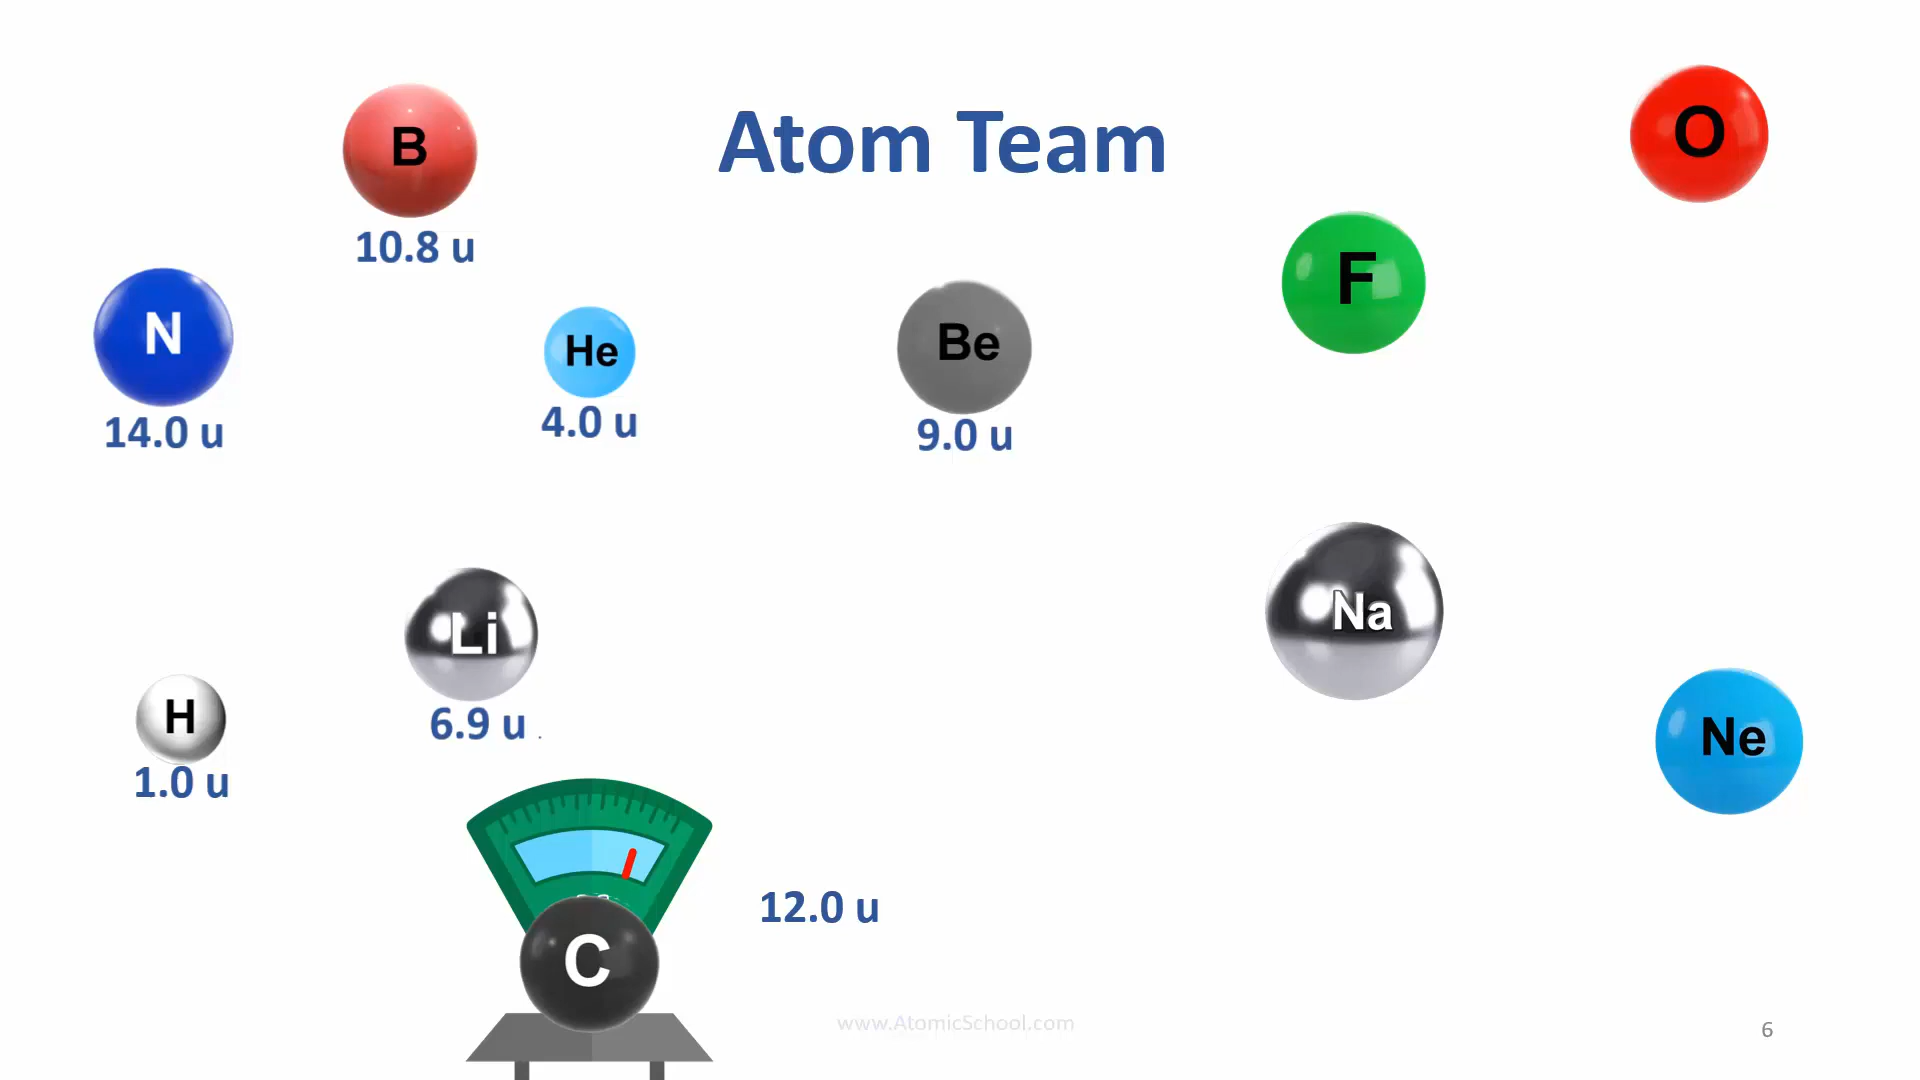 Atom Team
B
10.8 u
O
F
N
14.0 u
He
4.0 u
Be
9.0 u
Na
Li
6.9 u .
H
1.0 u
Ne
12.0 u
C
www.AtomicSchool.com
6